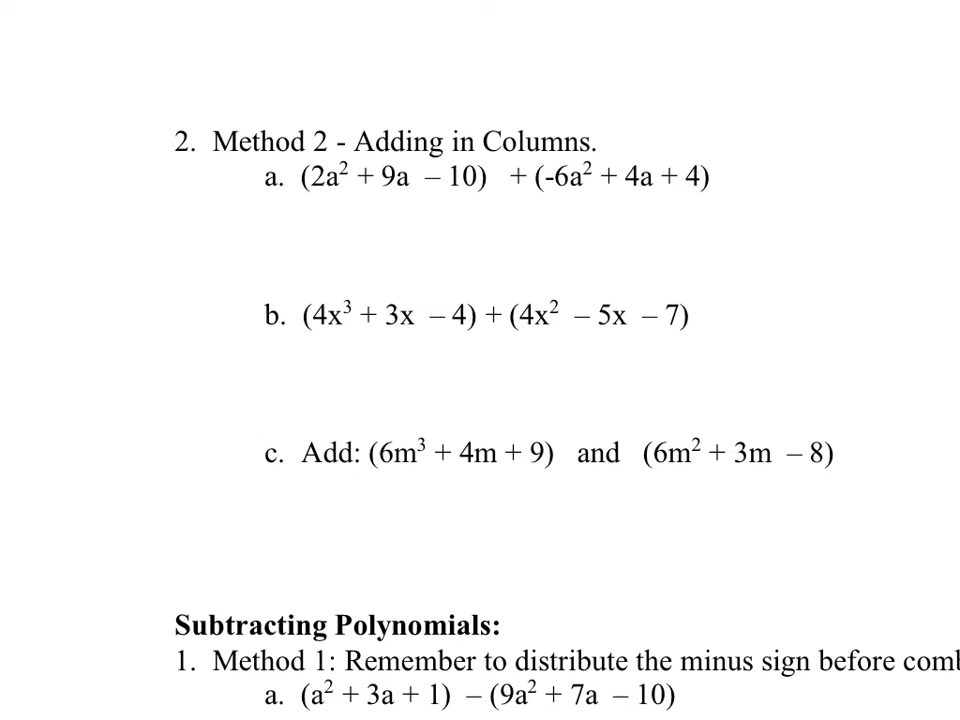 2. Method 2 - Adding in Columns.
a. (2a² + 9a – 10) + (-6a² + 4a + 4)
b. (4x³ + 3x – 4) + (4x² – 5x – 7)
c. Add: (6m³ + 4m + 9) and (6m² + 3m – 8)
Subtracting Polynomials:
1. Method 1: Remember to distribute the minus sign before
a. (a² + 3a + 1) – (9a² + 7a – 10)